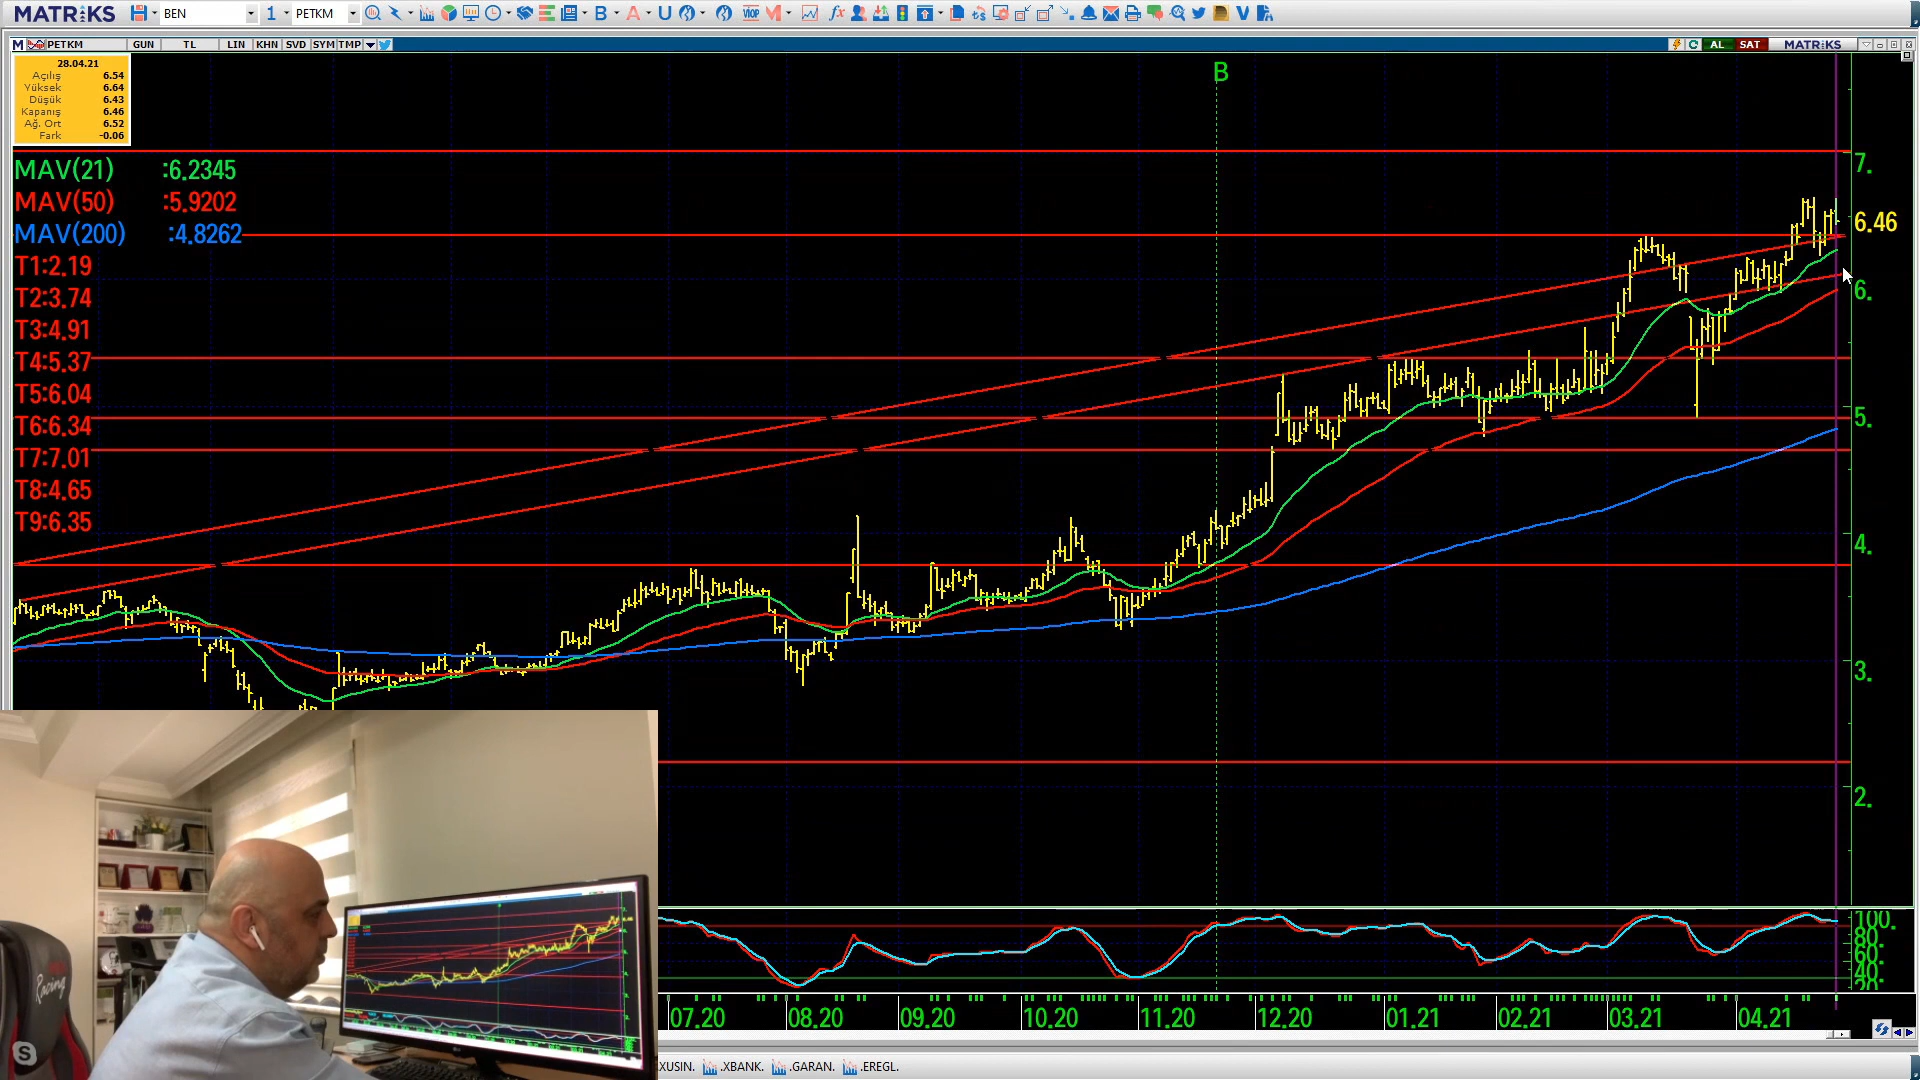 MATRIKS BEN 1 PETKM B A U VIOP M fx V
M PETKM GUN TL LIN KHN SVD SYM TMP AL SAT MATRIKS
28.04.21
Açılış 6.54
Yüksek 6.64
Düşük 6.43
Kapanış 6.46
Ağ. Ort 6.52
Fark -0.06
B
MAV(21) :6.2345
MAV(50) :5.9202
MAV(200) :4.8262
T1:2.19
T2:3.74
T3:4.91
T4:5.37
T5:6.04
T6:6.34
T7:7.01
T8:4.65
T9:6.35
7.
6.46
6.
5.
4.
3.
2.
100.
80.
60.
40.
20.
07.20 08.20 09.20 10.20 11.20 12.20 01.21 02.21 03.21 04.21
XUSIN. .XBANK. .GARAN. .EREGL.
Racing
S